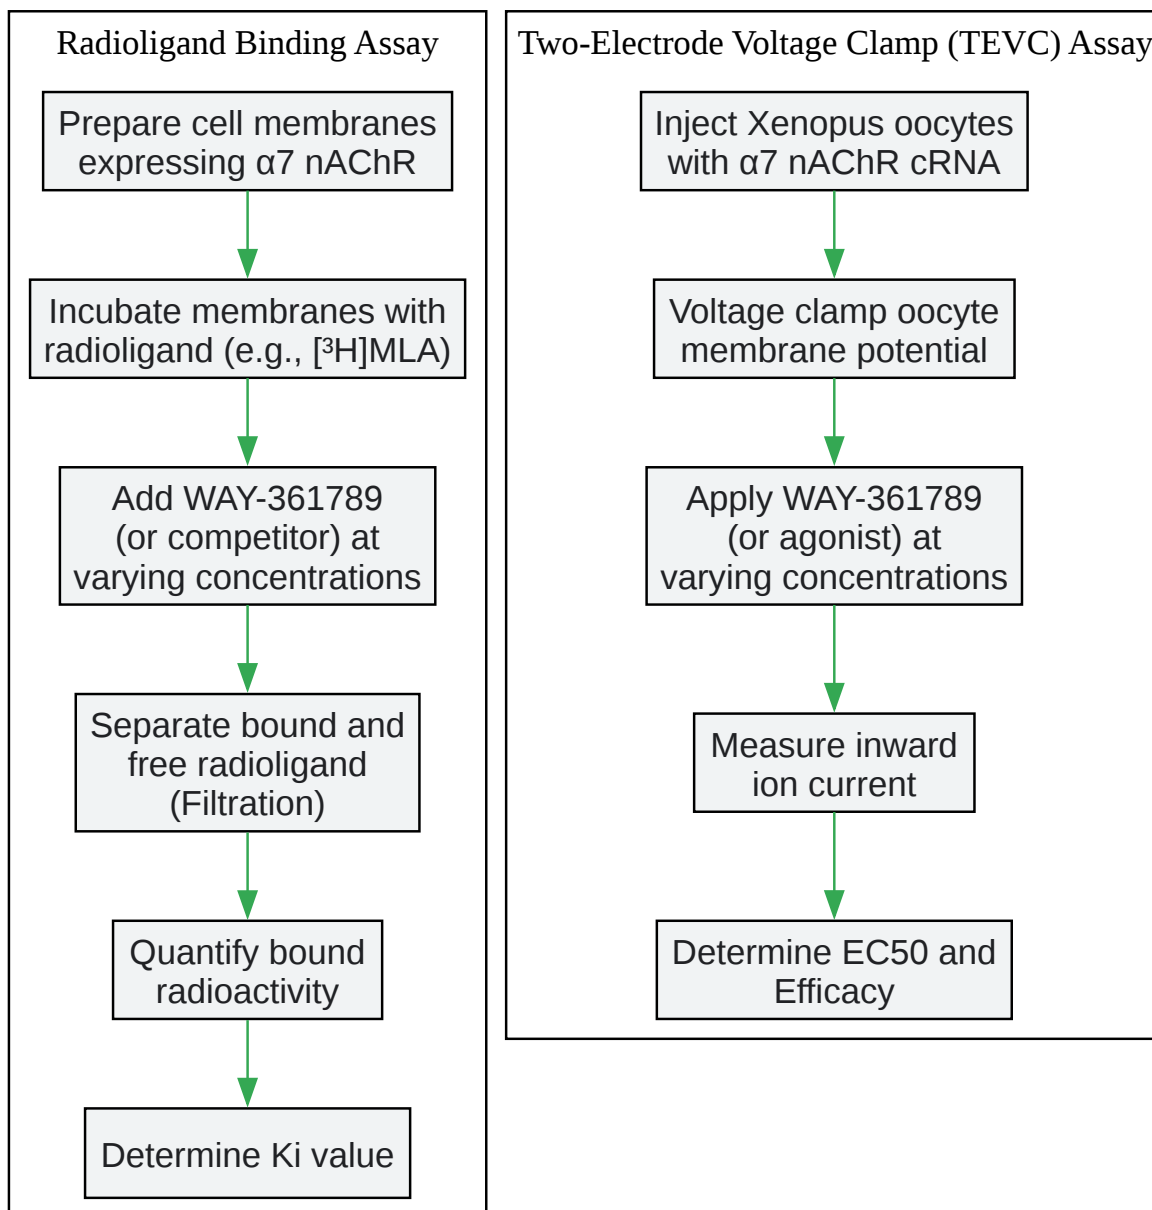 Radioligand Binding Assay
Prepare cell membranes
expressing α7 nAChR
Incubate membranes with
radioligand (e.g., [³H]MLA)
Add WAY-361789
(or competitor) at
varying concentrations
Separate bound and
free radioligand
(Filtration)
Quantify bound
radioactivity
Determine Ki value
Two-Electrode Voltage Clamp (TEVC) Assay
Inject Xenopus oocytes
with α7 nAChR cRNA
Voltage clamp oocyte
membrane potential
Apply WAY-361789
(or agonist) at
varying concentrations
Measure inward
ion current
Determine EC50 and
Efficacy